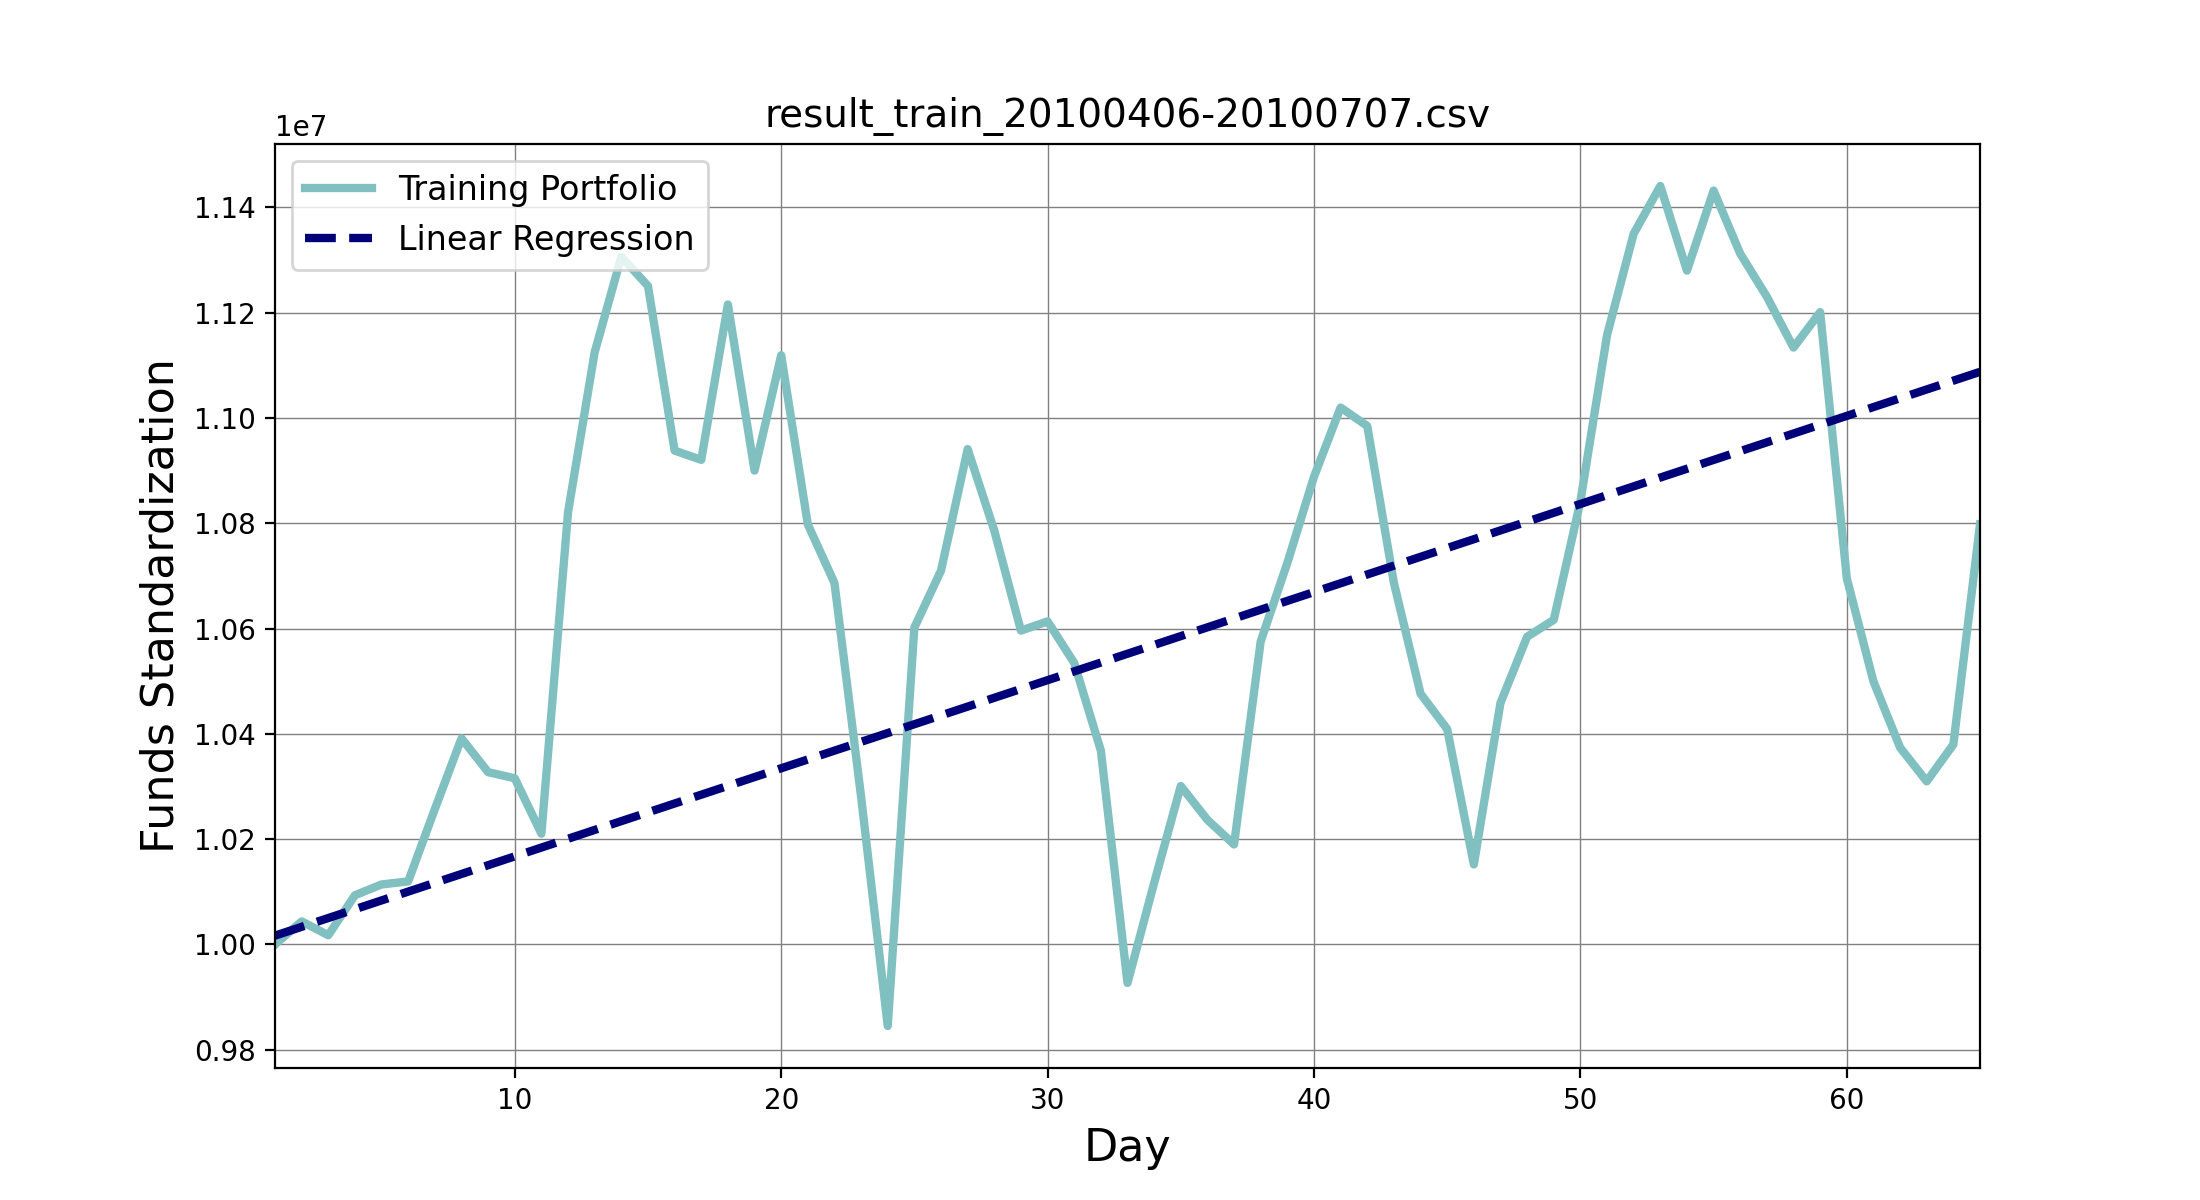 result_train_20100406-20100707.csv
1e7
Training Portfolio
Linear Regression
1.14
1.12
1.10
1.08
1.06
1.04
1.02
1.00
0.98
Funds Standardization
10 20 30 40 50 60
Day